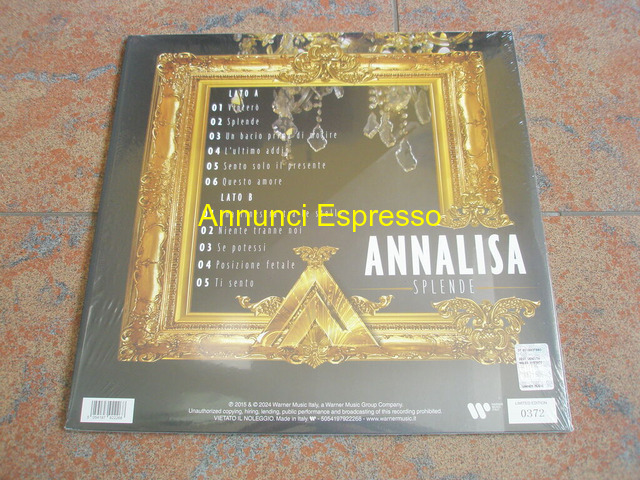 LATO A
01 Vincerò
02 Splende
03 Un bacio prima di morire
04 L'ultimo addio
05 Sento solo il presente
06 Questo amore
LATO B
Annunci Espresso
02 Niente tranne noi
03 Se potessi
04 Posizione fetale
05 Ti sento
ANNALISA
SPLENDE
℗ 2015 & © 2024 Warner Music Italy, a Warner Music Group Company.
Unauthorized copying, hiring, lending, public performance and broadcasting of this recording prohibited.
VIETATO IL NOLEGGIO. Made in Italy. 5054197922268 - www.warnermusic.it
LIMITED EDITION
0372